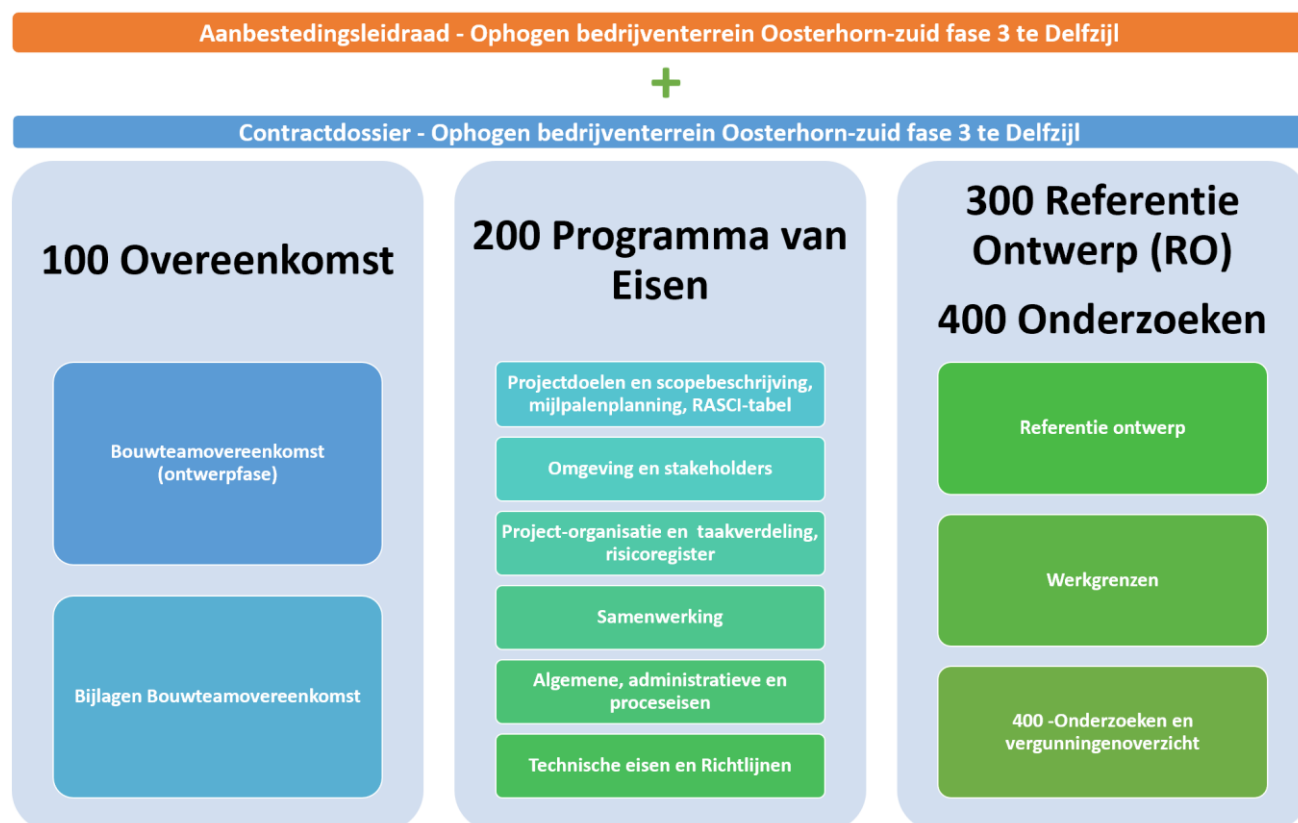 Aanbestedingsleidraad - Ophogen bedrijventerrein Oosterhorn-zuid fase 3 te Delfzijl
+
Contractdossier - Ophogen bedrijventerrein Oosterhorn-zuid fase 3 te Delfzijl
100 Overeenkomst
Bouwteamovereenkomst
(ontwerpfase)
Bijlagen Bouwteamovereenkomst
200 Programma van
Eisen
Projectdoelen en scopebeschrijving,
mijlpalenplanning, RASCI-tabel
Omgeving en stakeholders
Project-organisatie en taakverdeling,
risicoregister
Samenwerking
Algemene, administratieve en
proceseisen
Technische eisen en Richtlijnen
300 Referentie
Ontwerp (RO)
400 Onderzoeken
Referentie ontwerp
Werkgrenzen
400 -Onderzoeken en
vergunningenoverzicht